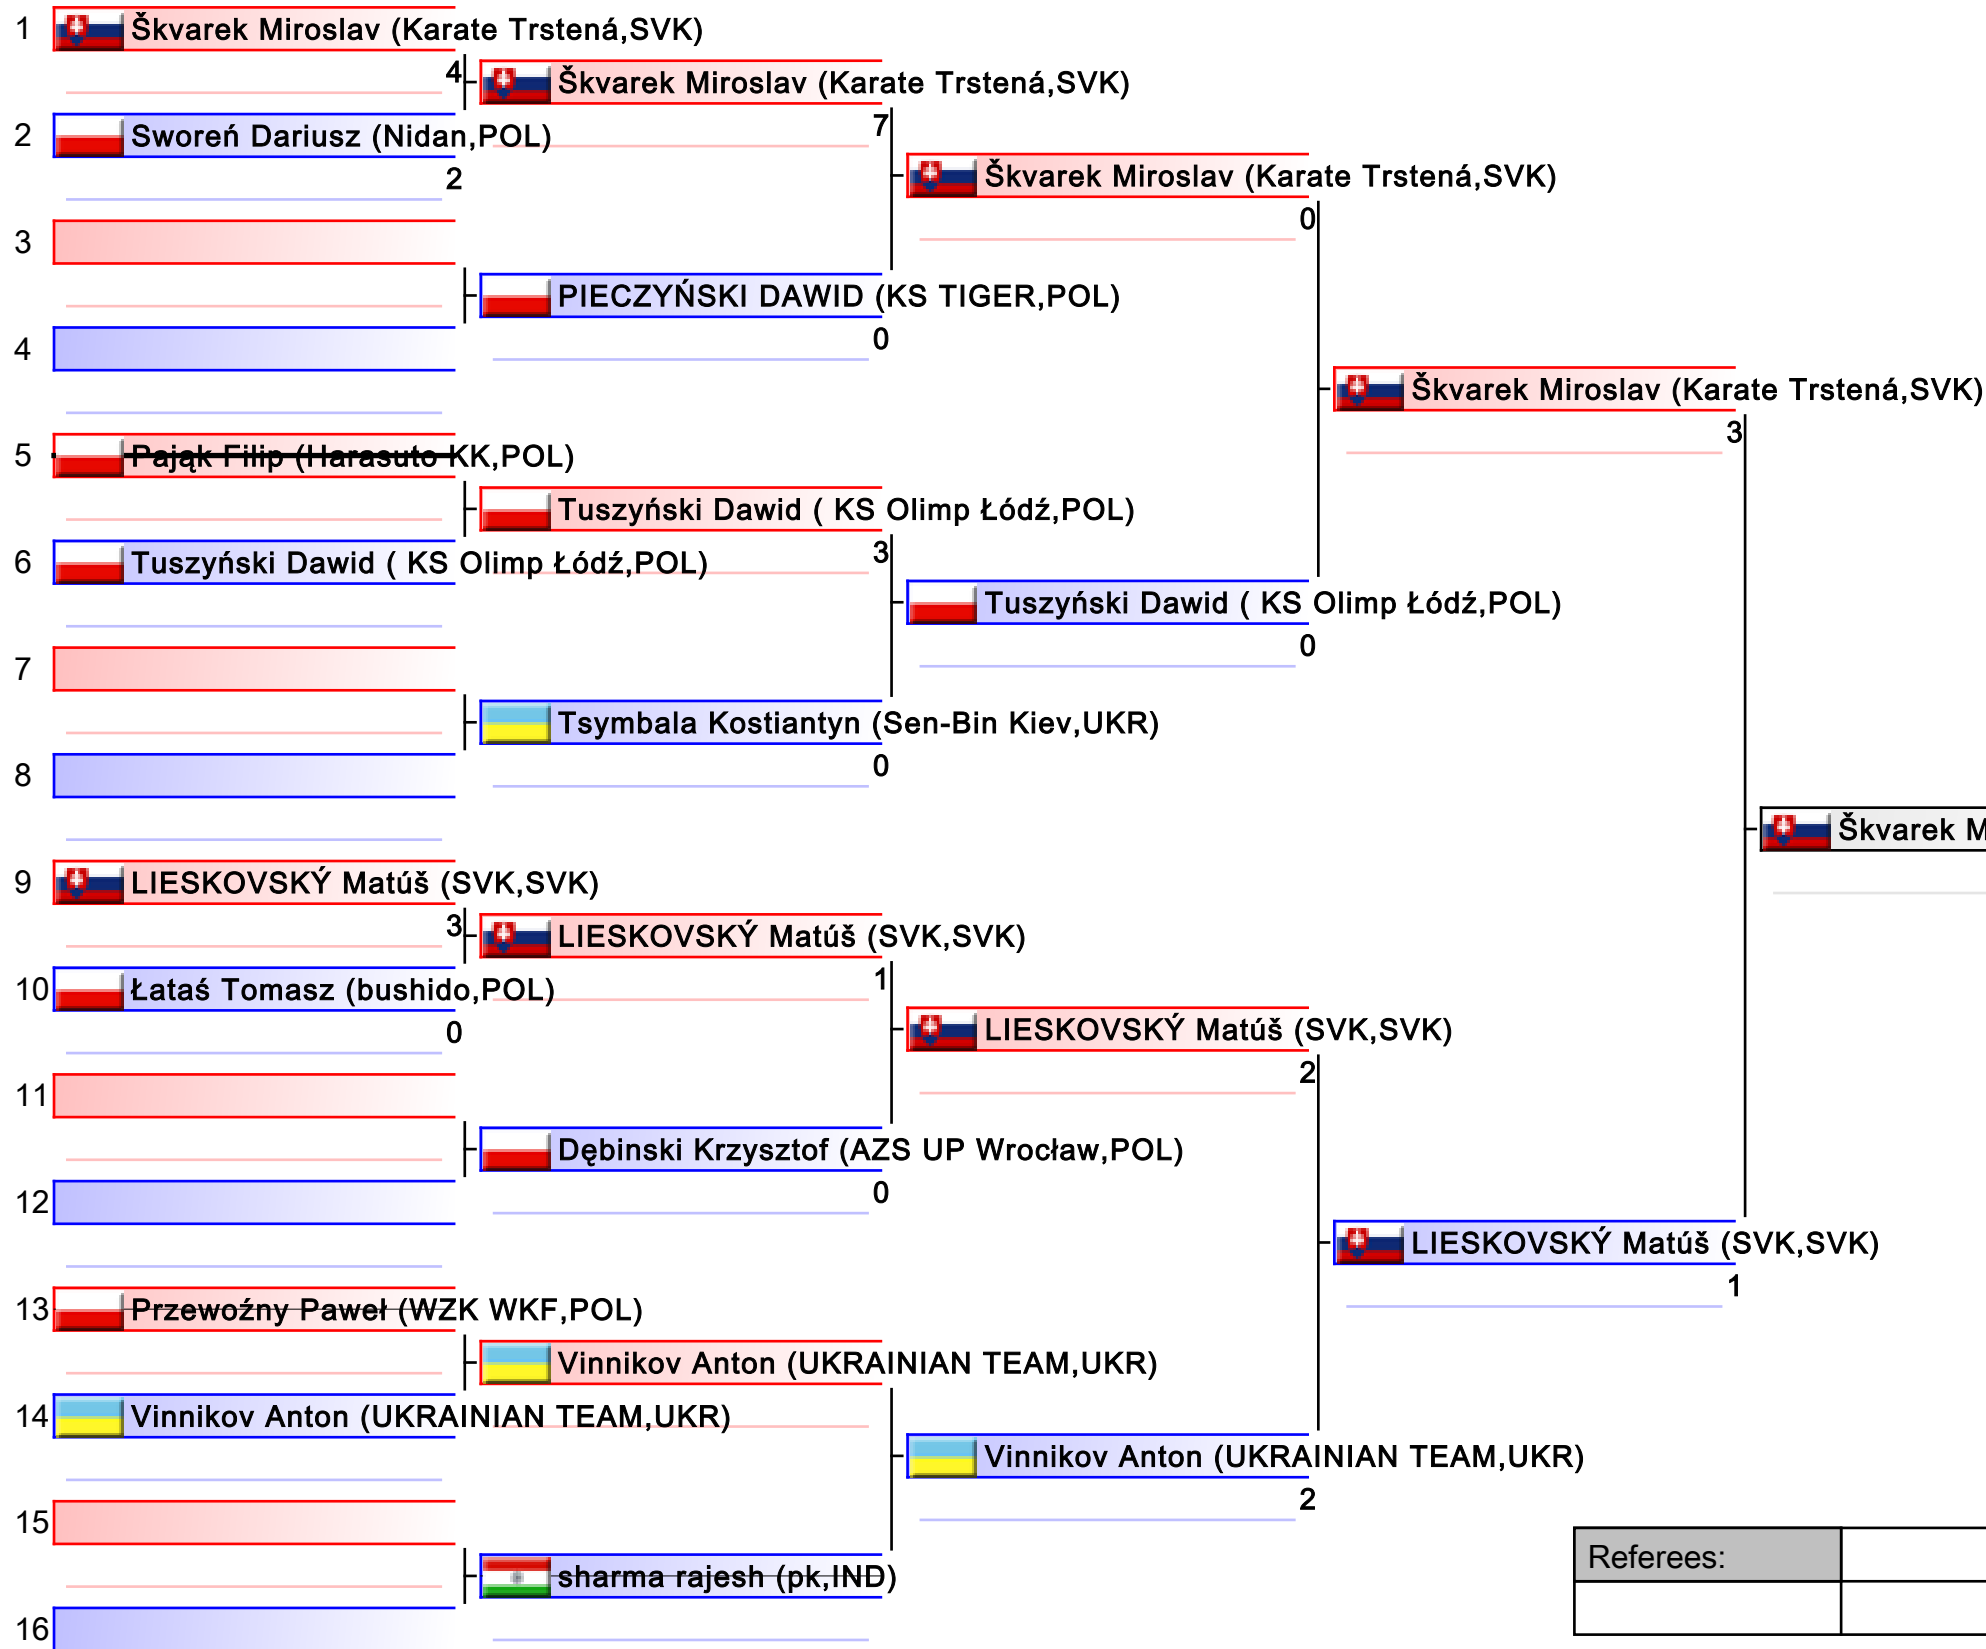 1 Škvarek Miroslav (Karate Trstená,SVK)
4 Škvarek Miroslav (Karate Trstená,SVK)
2 Sworeń Dariusz (Nidan,POL)
7
2
Škvarek Miroslav (Karate Trstená,SVK)
0
3
PIECZYŃSKI DAWID (KS TIGER,POL)
0
4
Škvarek Miroslav (Karate Trstená,SVK)
3
5 Pająk Filip (Harasuto KK,POL)
Tuszyński Dawid ( KS Olimp Łódź,POL)
3
6 Tuszyński Dawid ( KS Olimp Łódź,POL)
Tuszyński Dawid ( KS Olimp Łódź,POL)
0
7
Tsymbala Kostiantyn (Sen-Bin Kiev,UKR)
0
8
Škvarek M
9 LIESKOVSKÝ Matúš (SVK,SVK)
3 LIESKOVSKÝ Matúš (SVK,SVK)
1
10 Łataś Tomasz (bushido,POL)
0
LIESKOVSKÝ Matúš (SVK,SVK)
2
11
Dębinski Krzysztof (AZS UP Wrocław,POL)
0
12
LIESKOVSKÝ Matúš (SVK,SVK)
1
13 Przewoźny Paweł (WZK WKF,POL)
Vinnikov Anton (UKRAINIAN TEAM,UKR)
14 Vinnikov Anton (UKRAINIAN TEAM,UKR)
Vinnikov Anton (UKRAINIAN TEAM,UKR)
2
15
sharma rajesh (pk,IND)
16
Referees: